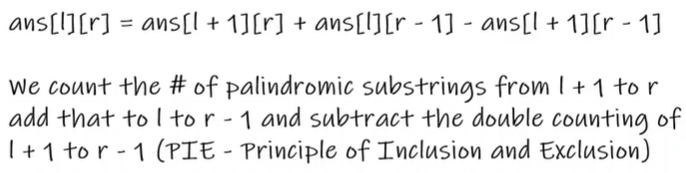 ans[l][r] = ans[l + 1][r] + ans[l][r - 1] - ans[l + 1][r - 1]
We count the # of palindromic substrings from l + 1 to r
add that to l to r - 1 and subtract the double counting of
l + 1 to r - 1 (PIE - Principle of Inclusion and Exclusion)